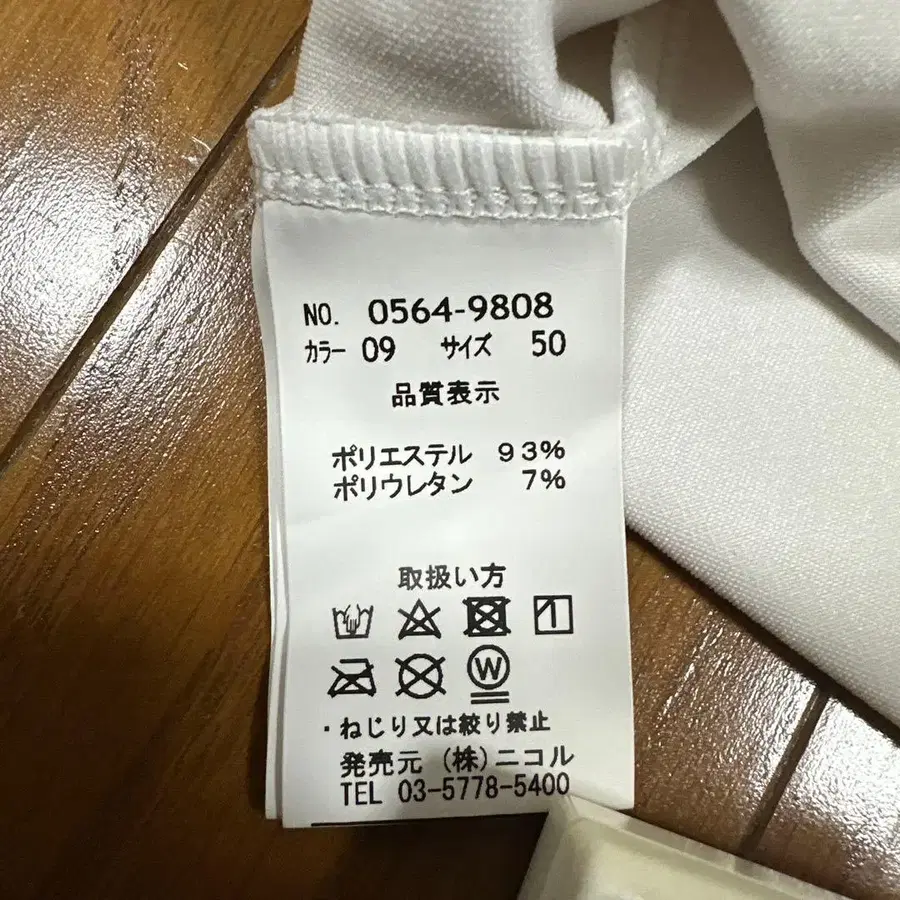 NO. 0564-9808
カラー 09 サイズ 50
品質表示
ポリエステル 93%
ポリウレタン 7%
取扱い方
W
・ねじり又は絞り禁止
発売元 (株)ニコル
TEL 03-5778-5400